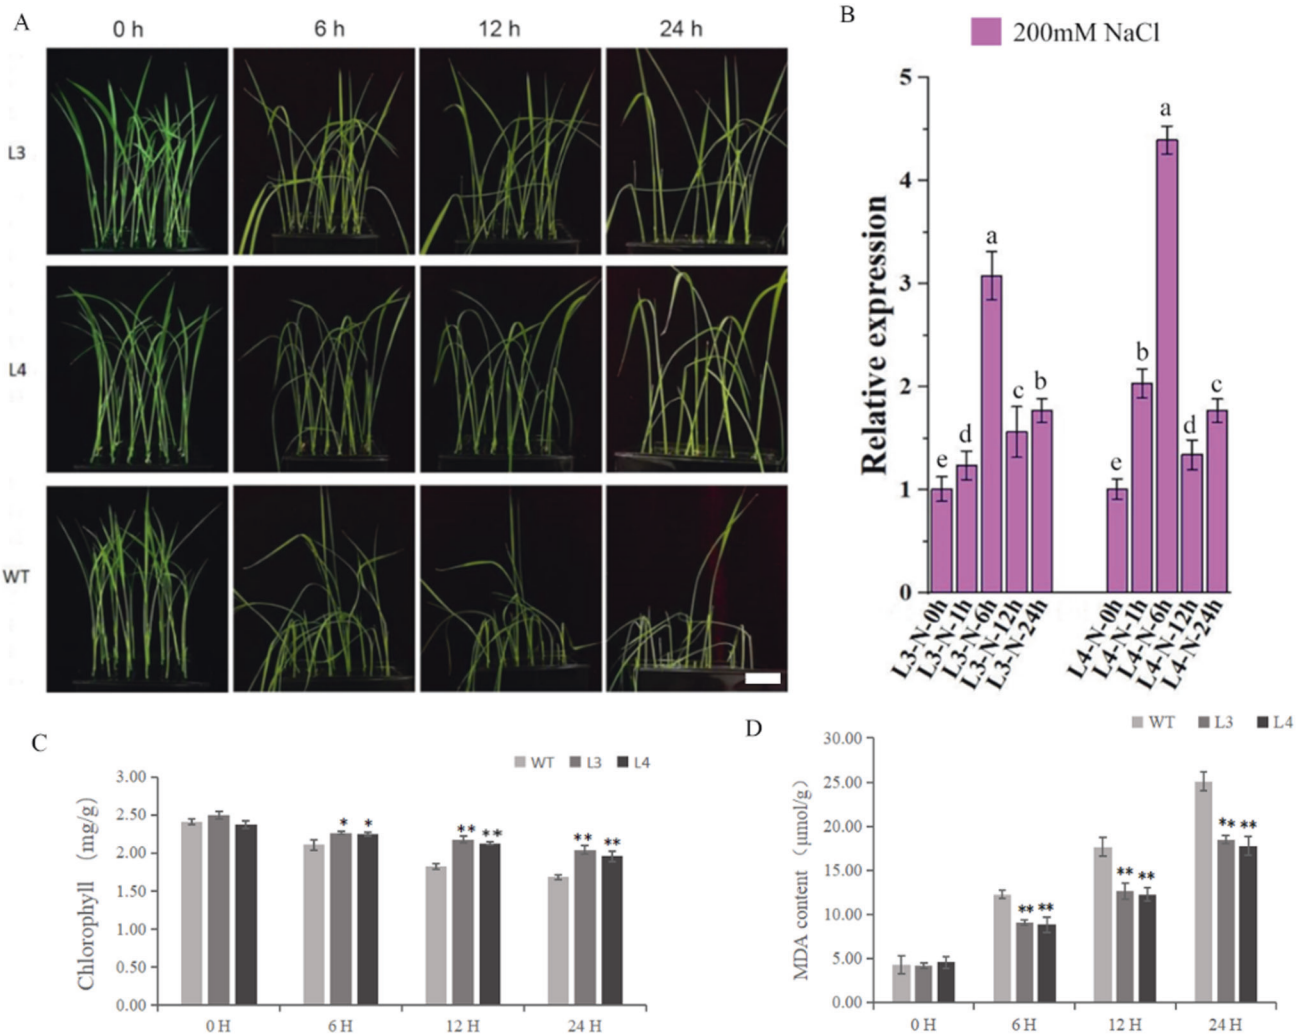 A
0 h
6 h
12 h
24 h
L3
L4
WT
B
200mM NaCl
Relative expression
5
4
3
2
1
0
e
d
a
c
b
e
b
a
d
c
L3-N-0h
L3-N-1h
L3-N-6h
L3-N-12h
L3-N-24h
L4-N-0h
L4-N-1h
L4-N-6h
L4-N-12h
L4-N-24h
C
WT
L3
L4
Chlorophyll (mg/g)
3.00
2.50
2.00
1.50
1.00
0.50
0.00
*
*
**
**
**
**
0 H
6 H
12 H
24 H
D
WT
L3
L4
MDA content (μmol/g)
30.00
25.00
20.00
15.00
10.00
5.00
0.00
**
**
**
**
**
**
0 H
6 H
12 H
24 H